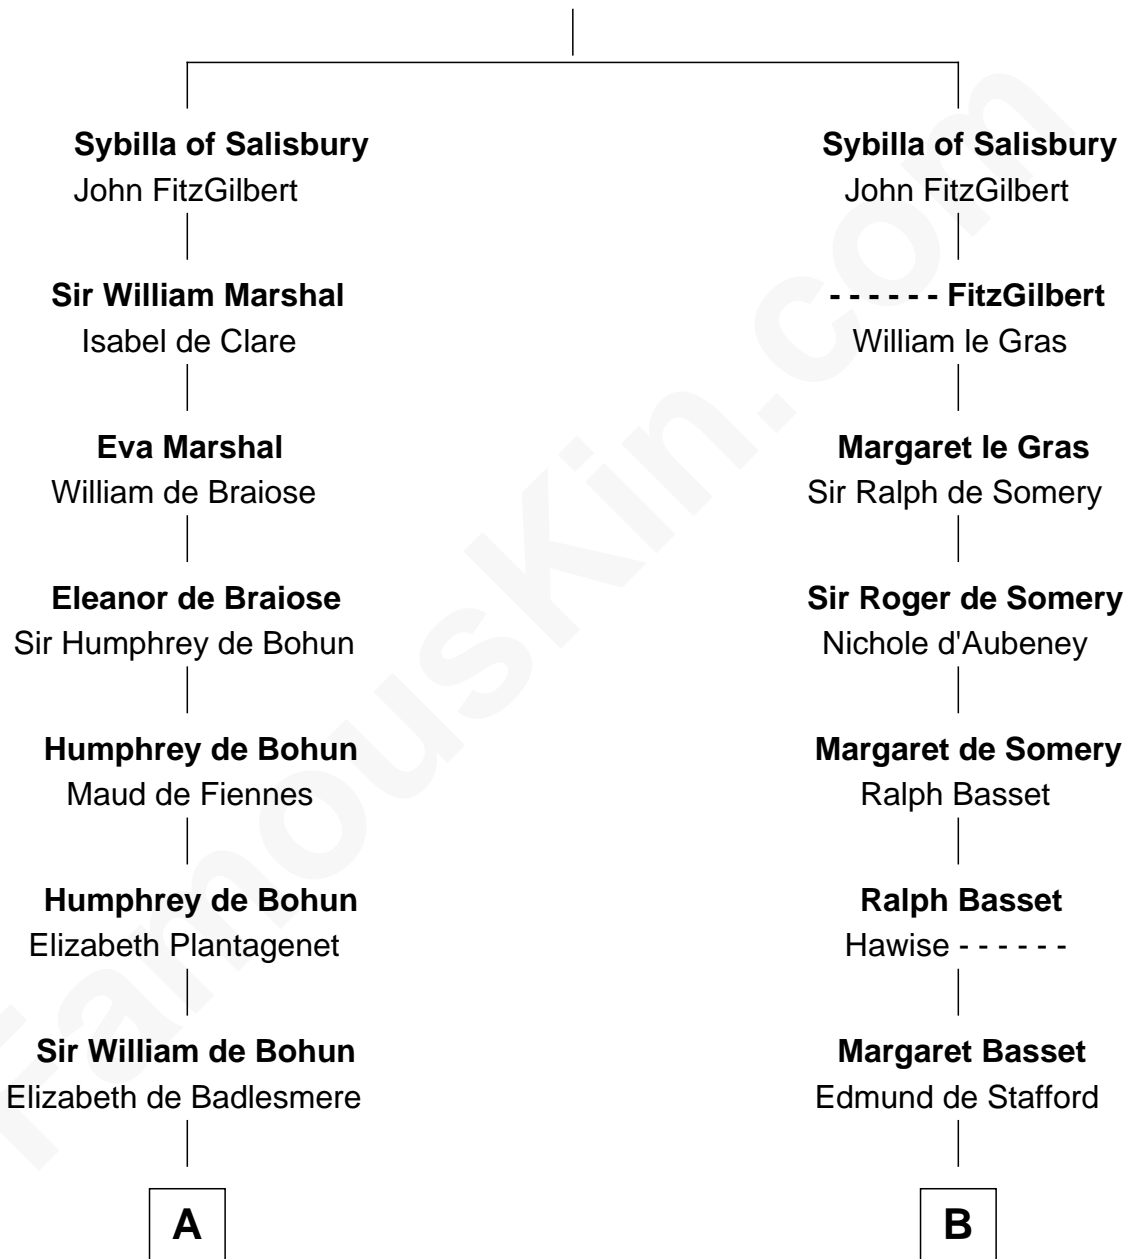 Sybilla of Salisbury
John FitzGilbert
Sir William Marshal
Isabel de Clare
Eva Marshal
William de Braiose
Eleanor de Braiose
Sir Humphrey de Bohun
Humphrey de Bohun
Maud de Fiennes
Humphrey de Bohun
Elizabeth Plantagenet
Sir William de Bohun
Elizabeth de Badlesmere
A
Sybilla of Salisbury
John FitzGilbert
- - - - - - FitzGilbert
William le Gras
Margaret le Gras
Sir Ralph de Somery
Sir Roger de Somery
Nichole d'Aubeney
Margaret de Somery
Ralph Basset
Ralph Basset
Hawise - - - - - -
Margaret Basset
Edmund de Stafford
B
FamousKin.com